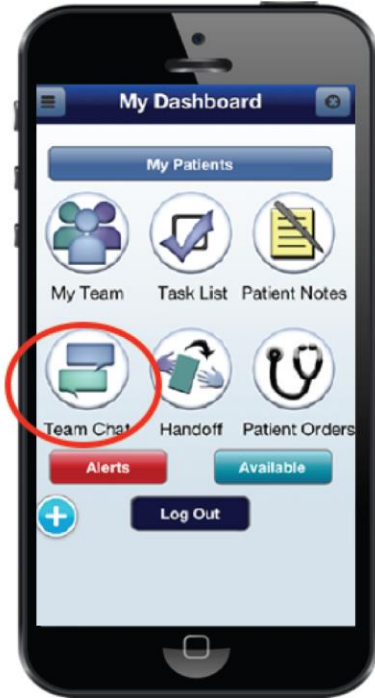 My Dashboard
My Patients
My Team Task List Patient Notes
Team Chat Handoff Patient Orders
Alerts Available
Log Out